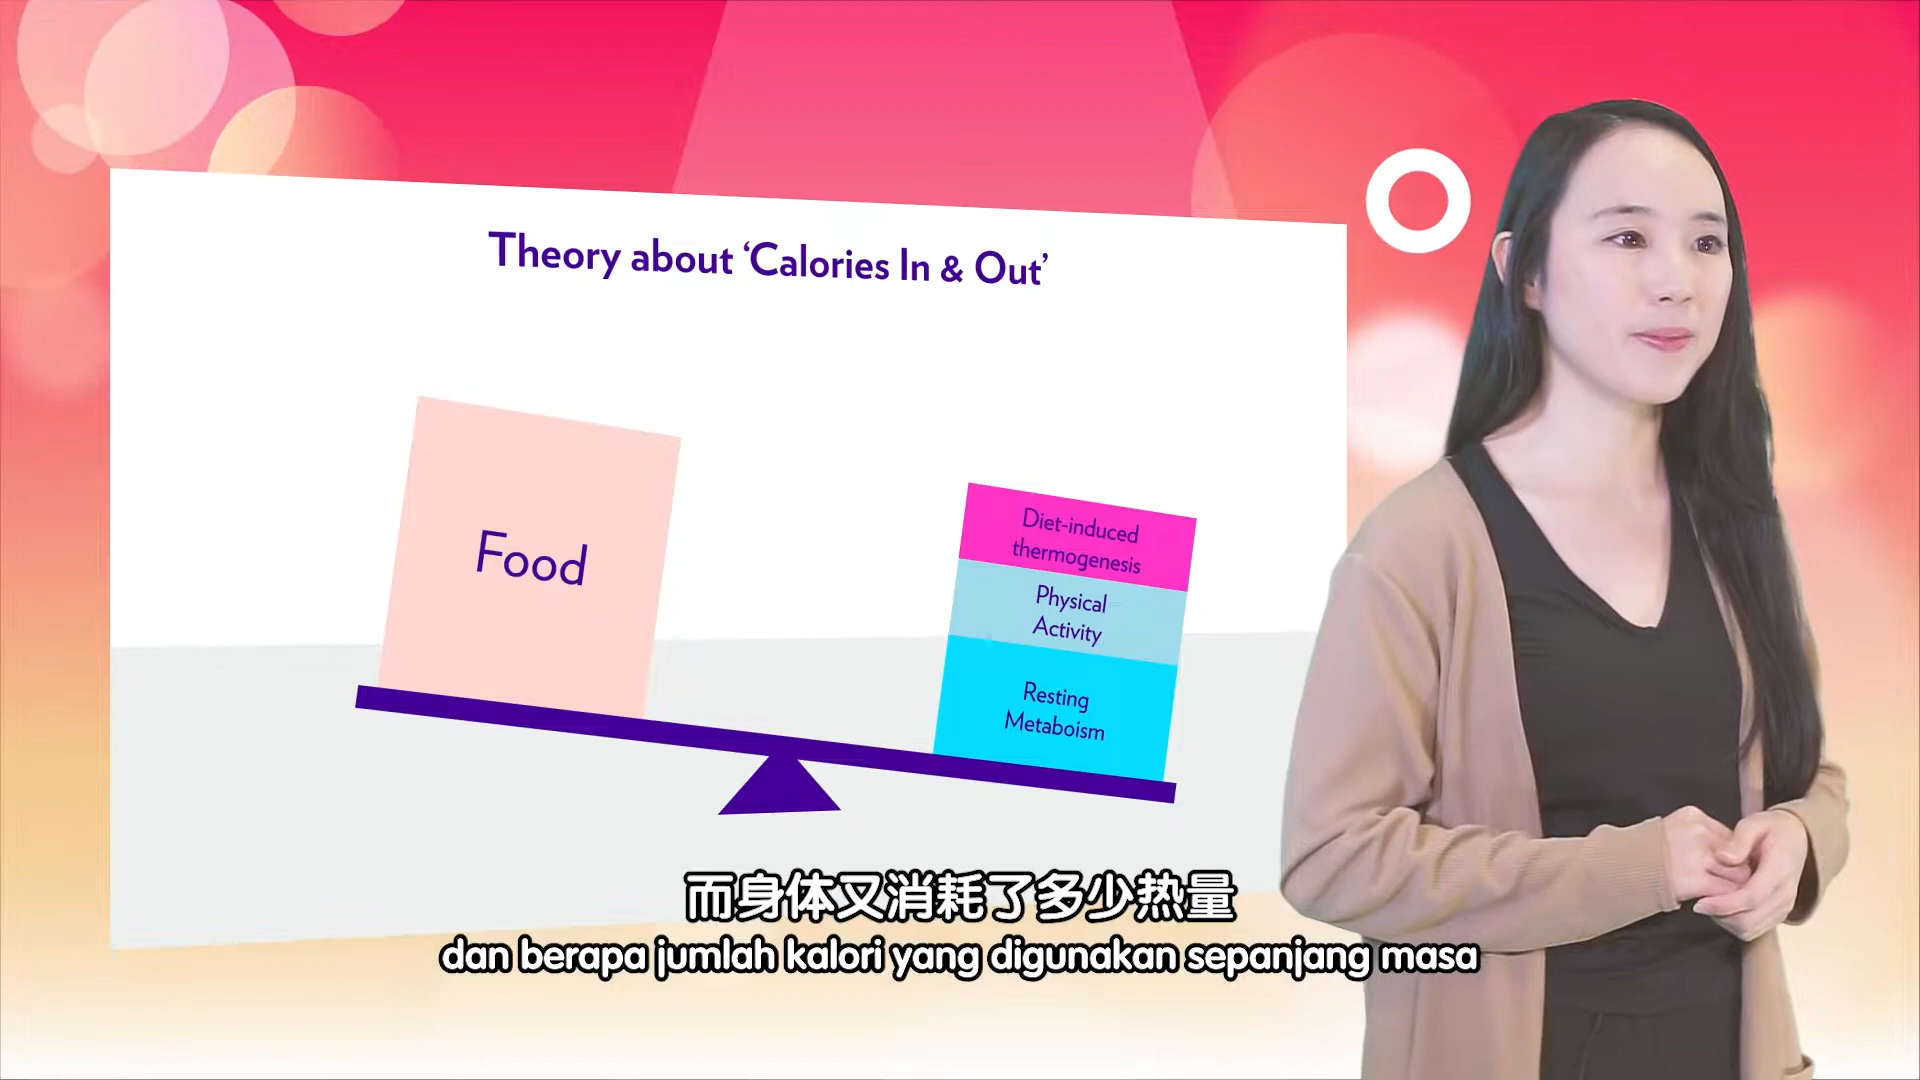 Theory about ‘Calories In & Out’
Food
Diet-induced
thermogenesis
Physical
Activity
Resting
Metaboism
而身体又消耗了多少热量
dan berapa jumlah kalori yang digunakan sepanjang masa